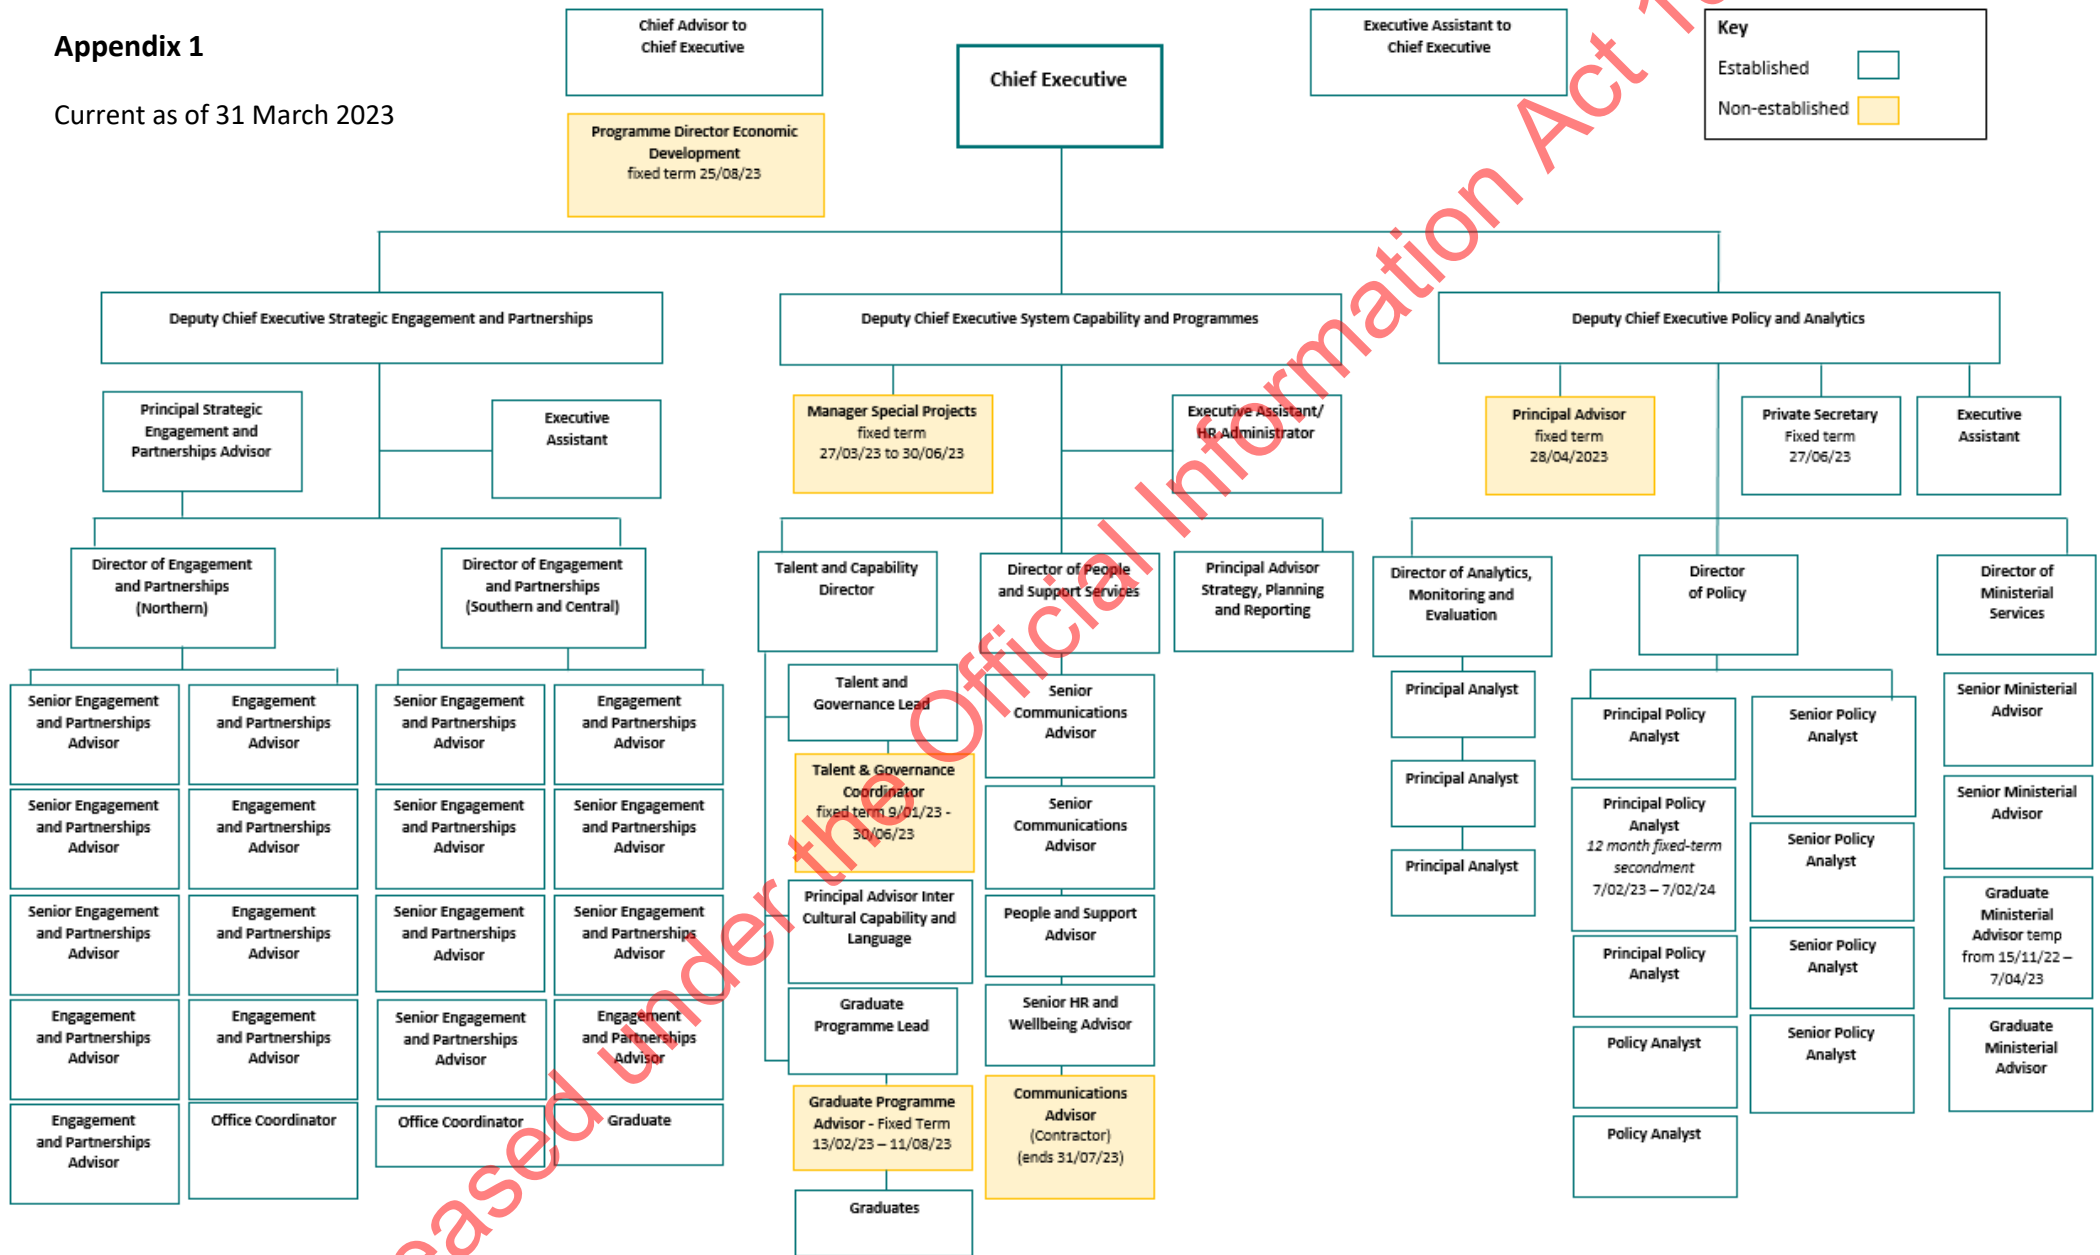 Appendix 1
Current as of 31 March 2023
Chief Advisor to
Chief Executive
Programme Director Economic
Development
fixed term 25/08/23
Chief Executive
Executive Assistant to
Chief Executive
Key
Established
Non-established
Deputy Chief Executive Strategic Engagement and Partnerships
Deputy Chief Executive System Capability and Programmes
Deputy Chief Executive Policy and Analytics
Principal Strategic
Engagement and
Partnerships Advisor
Executive
Assistant
Manager Special Projects
fixed term
27/03/23 to 30/06/23
Executive Assistant/
HR Administrator
Principal Advisor
fixed term
28/04/2023
Private Secretary
Fixed term
27/06/23
Executive
Assistant
Director of Engagement
and Partnerships
(Northern)
Director of Engagement
and Partnerships
(Southern and Central)
Talent and Capability
Director
Director of People
and Support Services
Principal Advisor
Strategy, Planning
and Reporting
Director of Analytics,
Monitoring and
Evaluation
Director
of Policy
Director of
Ministerial
Services
Senior Engagement
and Partnerships
Advisor
Senior Engagement
and Partnerships
Advisor
Senior Engagement
and Partnerships
Advisor
Engagement
and Partnerships
Advisor
Engagement
and Partnerships
Advisor
Engagement
and Partnerships
Advisor
Engagement
and Partnerships
Advisor
Engagement
and Partnerships
Advisor
Engagement
and Partnerships
Advisor
Office Coordinator
Senior Engagement
and Partnerships
Advisor
Senior Engagement
and Partnerships
Advisor
Senior Engagement
and Partnerships
Advisor
Senior Engagement
and Partnerships
Advisor
Office Coordinator
Engagement
and Partnerships
Advisor
Senior Engagement
and Partnerships
Advisor
Senior Engagement
and Partnerships
Advisor
Engagement
and Partnerships
Advisor
Graduate
Talent and
Governance Lead
Talent & Governance
Coordinator
fixed term 9/01/23 -
30/06/23
Principal Advisor Inter
Cultural Capability and
Language
Graduate
Programme Lead
Graduate Programme
Advisor - Fixed Term
13/02/23 – 11/08/23
Graduates
Senior
Communications
Advisor
Senior
Communications
Advisor
People and Support
Advisor
Senior HR and
Wellbeing Advisor
Communications
Advisor
(Contractor)
(ends 31/07/23)
Principal Analyst
Principal Analyst
Principal Analyst
Principal Policy
Analyst
Principal Policy
Analyst
12 month fixed-term
secondment
7/02/23 – 7/02/24
Principal Policy
Analyst
Policy Analyst
Policy Analyst
Senior Policy
Analyst
Senior Policy
Analyst
Senior Policy
Analyst
Senior Policy
Analyst
Senior Ministerial
Advisor
Senior Ministerial
Advisor
Graduate
Ministerial
Advisor temp
from 15/11/22 –
7/04/23
Graduate
Ministerial
Advisor
under the Official Information Act